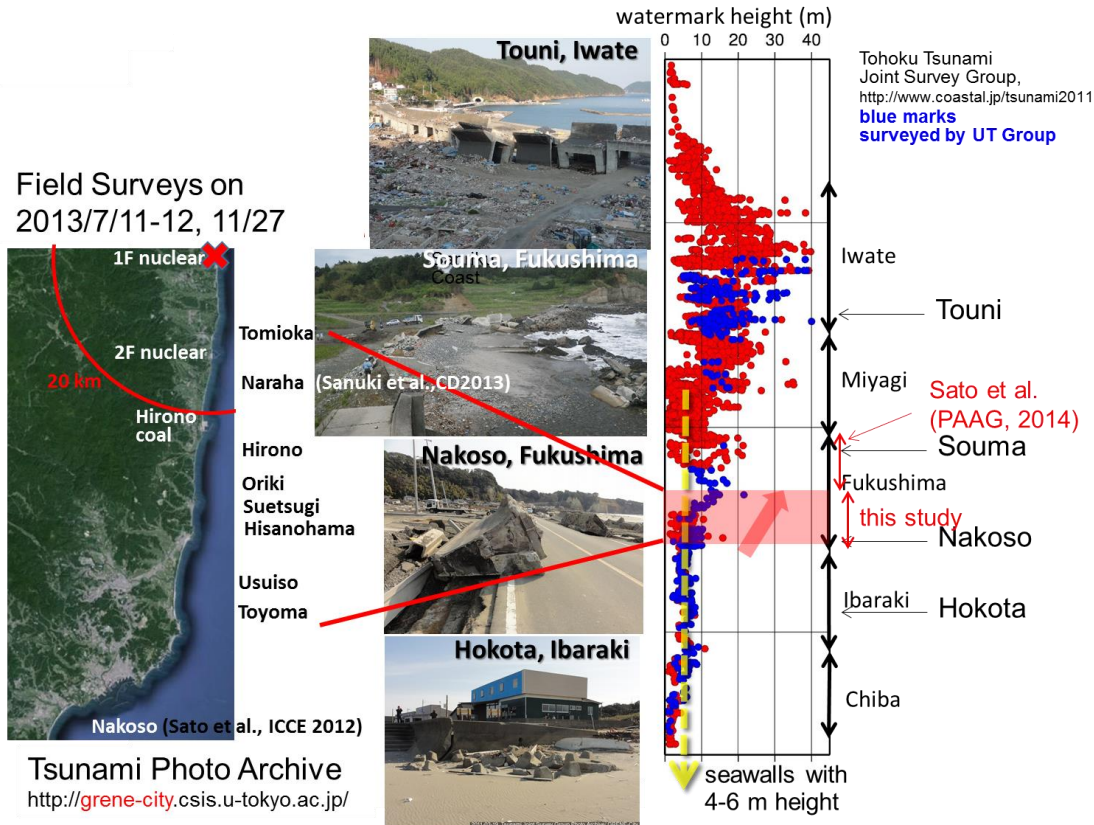 watermark height (m)
0 10 20 30 40
Tohoku Tsunami
Joint Survey Group,
http://www.coastal.jp/tsunami2011
blue marks
surveyed by UT Group
Touni, Iwate
Field Surveys on
2013/7/11-12, 11/27
1F nuclear
2F nuclear
20 km
Hirono
coal
Tomioka
Naraha (Sanuki et al.,CD2013)
Hirono
Oriki
Suetsugi
Hisanohama
Usuiso
Toyoma
Nakoso (Sato et al., ICCE 2012)
Souma, Fukushima
Coast
Nakoso, Fukushima
Hokota, Ibaraki
Iwate
Touni
Miyagi
Sato et al.
(PAAG, 2014)
Souma
Fukushima
this study
Nakoso
Ibaraki
Hokota
Chiba
seawalls with
4-6 m height
Tsunami Photo Archive
http://grene-city.csis.u-tokyo.ac.jp/